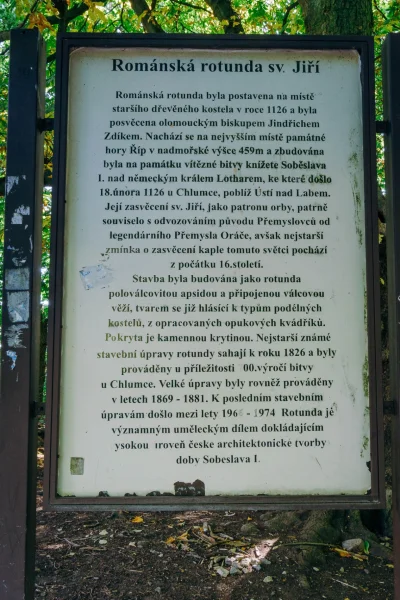 Románská rotunda sv. Jiří
Románská rotunda byla postavena na místě
staršího dřevěného kostela v roce 1126 a byla
posvěcena olomouckým biskupem Jindřichem
Zdíkem. Nachází se na nejvyšším místě památné
hory Říp v nadmořské výšce 459m a zbudována
byla na památku vítězné bitvy knížete Soběslava
I. nad německým králem Lotharem, ke které došlo
18.února 1126 u Chlumce, poblíž Ústí nad Labem.
Její zasvěcení sv. Jiří, jako patronu orby, patrně
souviselo s odvozováním původu Přemyslovců od
legendárního Přemysla Oráče, avšak nejstarší
zmínka o zasvěcení kaple tomuto světci pochází
z počátku 16.století.
Stavba byla budována jako rotunda
poloválcovitou apsidou a připojenou válcovou
věží, tvarem se již hlásící k typům podélných
kostelů, z opracovaných opukových kvádříků.
Pokryta je kamennou krytinou. Nejstarší známé
stavební úpravy rotundy sahají k roku 1826 a byly
prováděny u příležitosti 00.výročí bitvy
u Chlumce. Velké úpravy byly rovněž prováděny
v letech 1869 - 1881. K posledním stavebním
úpravám došlo mezi lety 196 - 1974 Rotunda je
významným uměleckým dílem dokládajícím
ysokou úroveň české architektonické tvorby
doby Soběslava I.